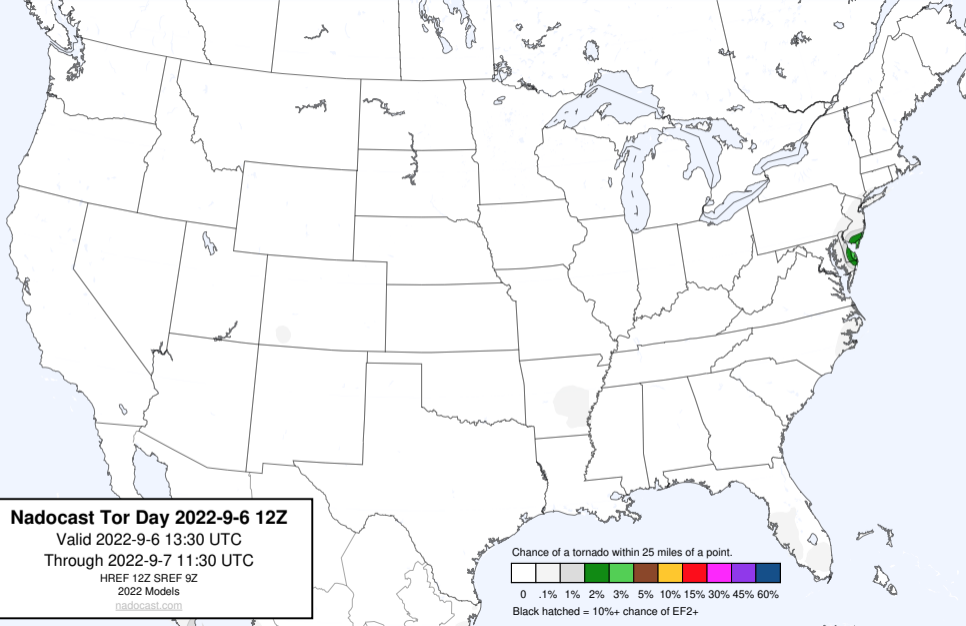 Nadocast Tor Day 2022-9-6 12Z
Valid 2022-9-6 13:30 UTC
Through 2022-9-7 11:30 UTC
HREF 12Z SREF 9Z
2022 Models
nadocast.com
Chance of a tornado within 25 miles of a point.
0 .1% 1% 2% 3% 5% 10% 15% 30% 45% 60%
Black hatched = 10%+ chance of EF2+